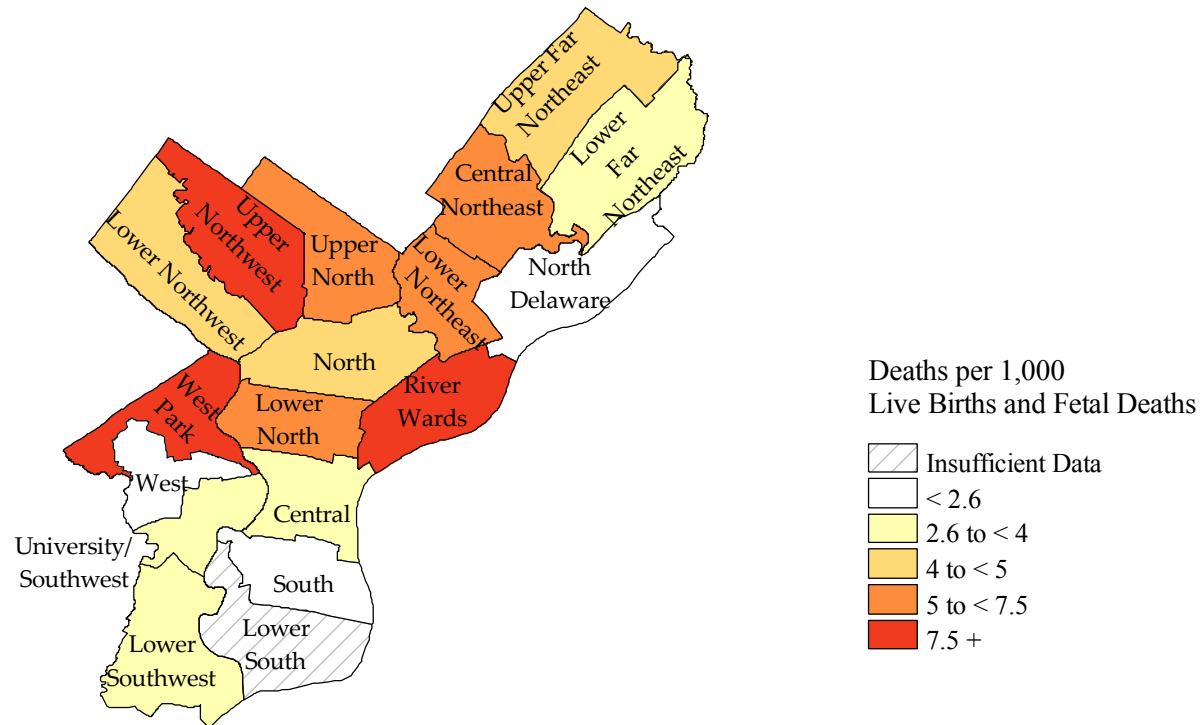 Upper Far
Northeast
Lower
Far
Northeast
Central
Northeast
Upper
Northwest
Lower Northwest
Upper
North
Lower
Northeast
North
Delaware
North
West
Park
River
Wards
Lower
North
West
Central
University/
Southwest
South
Lower
South
Lower
Southwest
Deaths per 1,000
Live Births and Fetal Deaths
Insufficient Data
< 2.6
2.6 to < 4
4 to < 5
5 to < 7.5
7.5 +